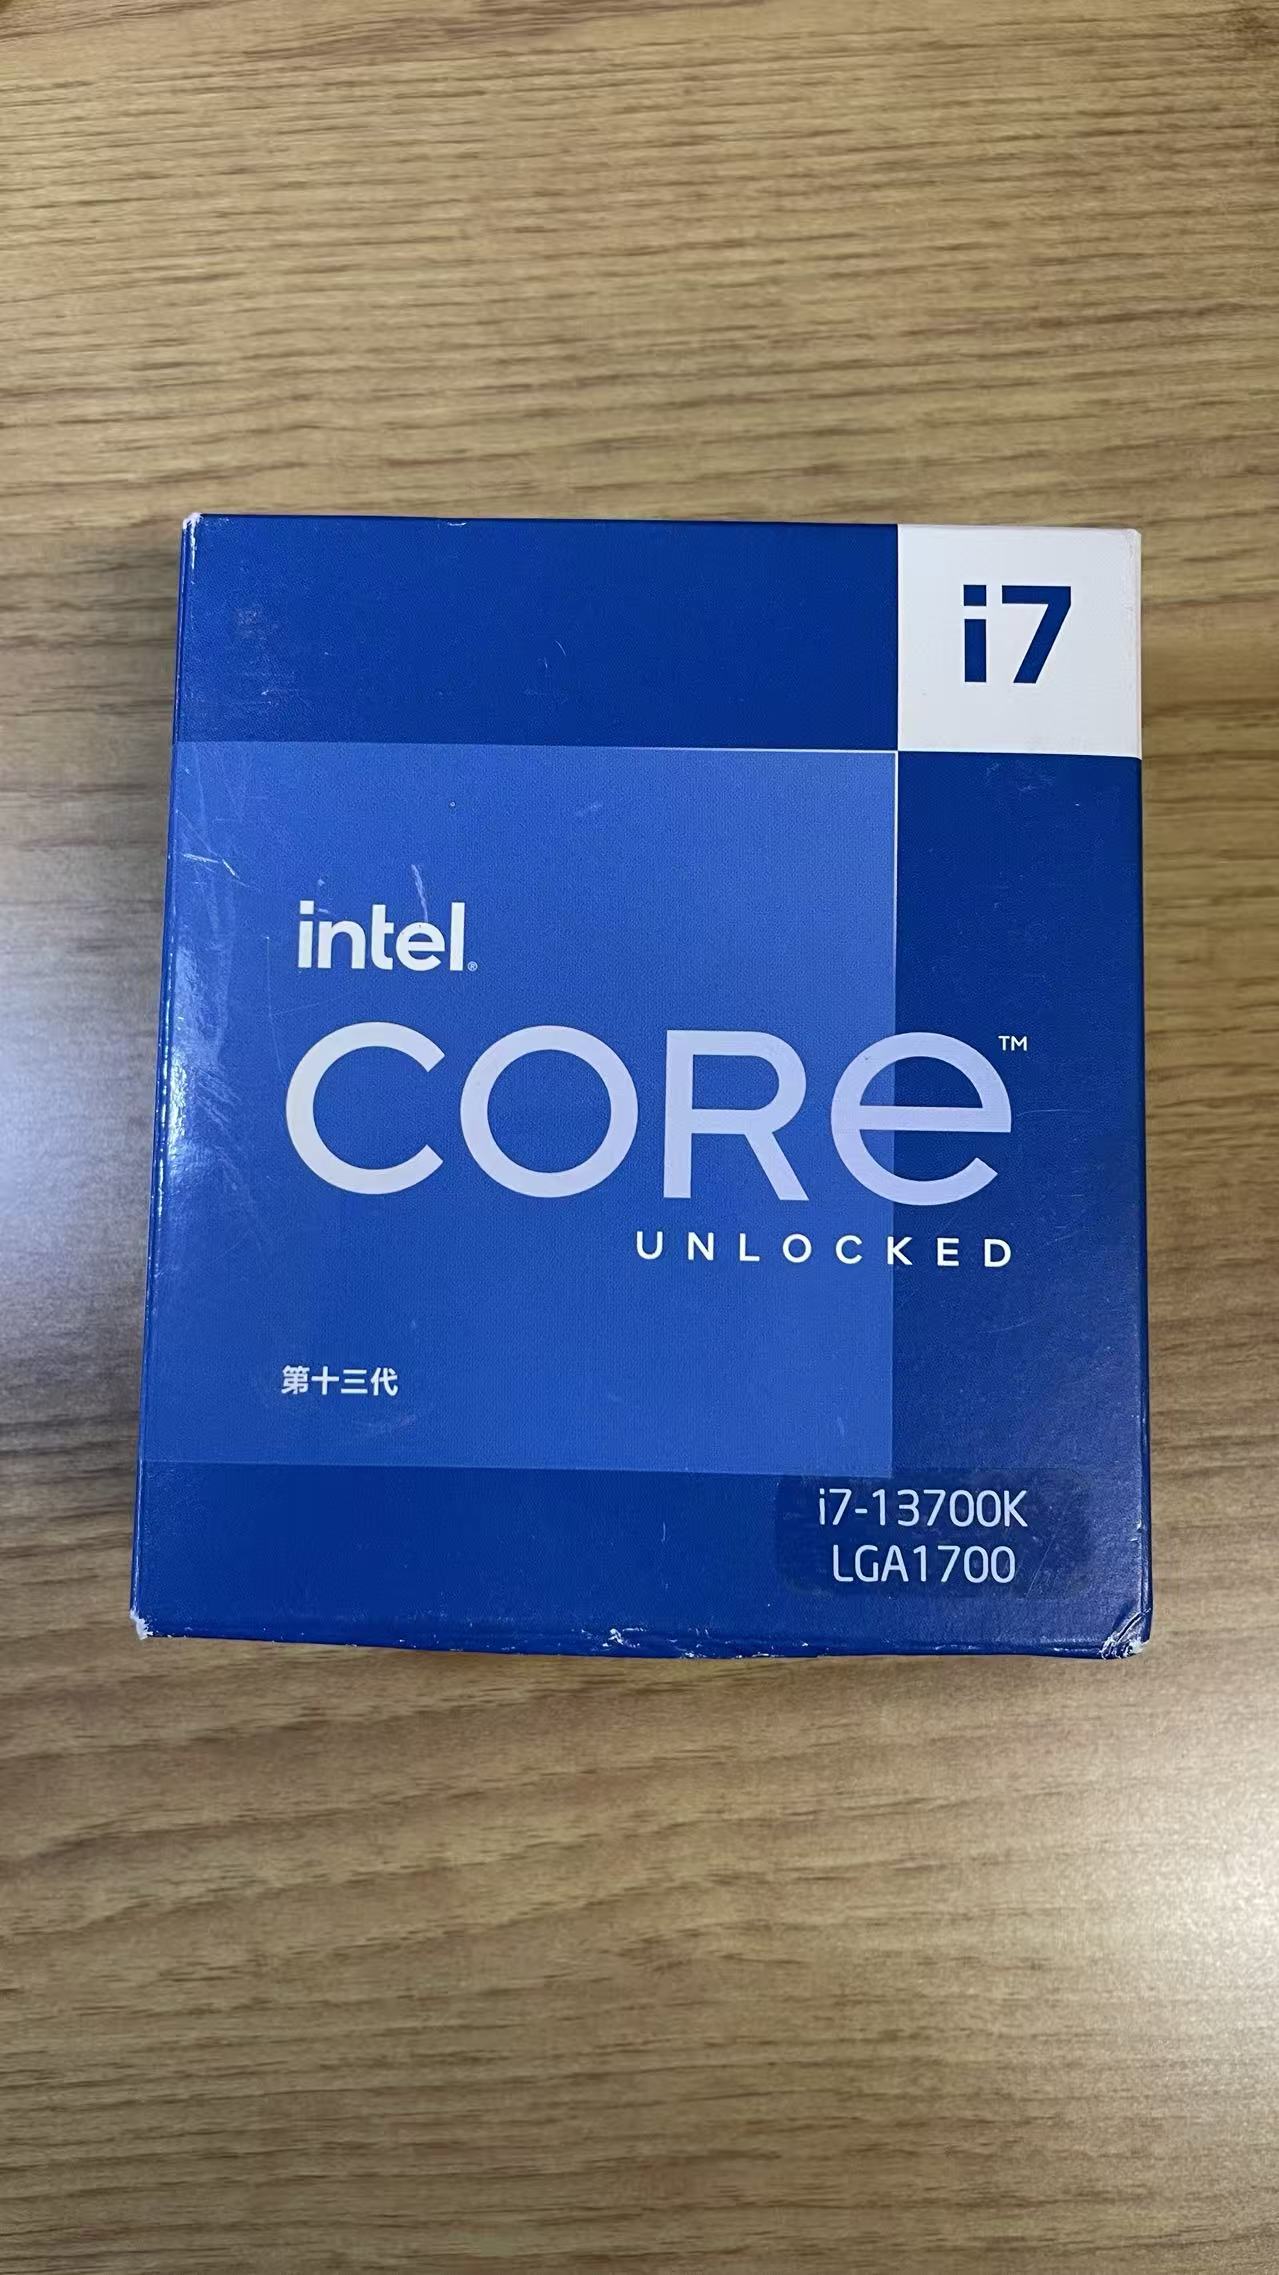 i7
intel®
CORE™
UNLOCKED
第十三代
i7-13700K
LGA1700